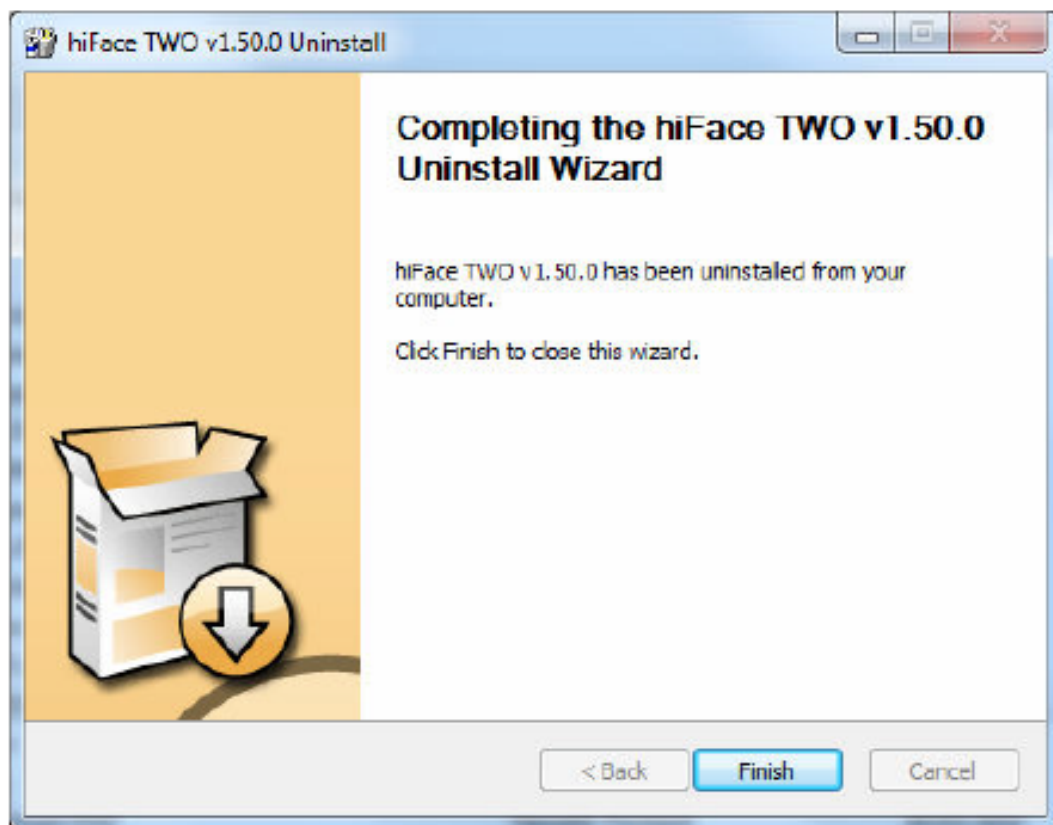 hiFace TWO v1.50.0 Uninstall
Completing the hiFace TWO v1.50.0
Uninstall Wizard
hiFace TWO v1.50.0 has been uninstalled from your
computer.
Click Finish to close this wizard.
< Back
Finish
Cancel